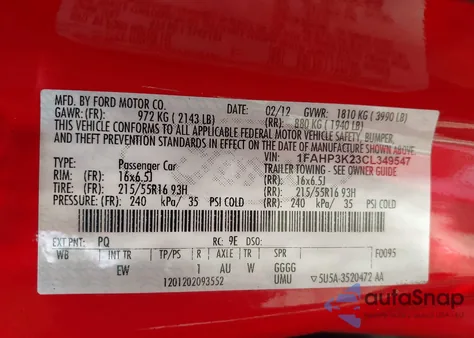 MFD. BY FORD MOTOR CO.
DATE: 02/12 GVWR: 1810 KG ( 3990 LB)
GAWR:(FR): 972 KG ( 2143 LB) (RR): 880 KG ( 1940 LB)
THIS VEHICLE CONFORMS TO ALL APPLICABLE FEDERAL MOTOR VEHICLE SAFETY, BUMPER,
AND THEFT PREVENTION STANDARDS IN EFFECT ON THE DATE OF MANUFACTURE SHOWN ABOVE.
VIN: 1FAHP3K23CL349547
TYPE: Passenger Car TRAILER TOWING - SEE OWNER GUIDE
RIM: (FR) 16x6.5J (RR): 16x6.5J
TIRE: (FR) 215/55R16 93H (RR): 215/55R16 93H
PRESSURE: (FR) 240 kPa/ 35 PSI COLD (RR): 240 kPa/ 35 PSI COLD
EXT PNT: PQ RC: 9E DSO: F0095
WB INT TR TP/PS R AXLE TR SPR
EW 1 AU W GGGG
1201202093552 UMU 5U5A-3520472 AA
autoSnap